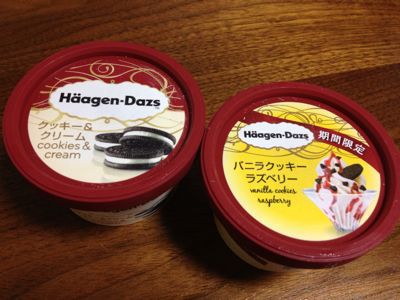 Häagen-Dazs
クッキー&
クリーム
cookies &
cream
Häagen-Dazs
期間限定
バニラクッキー
ラズベリー
vanilla cookies
raspberry